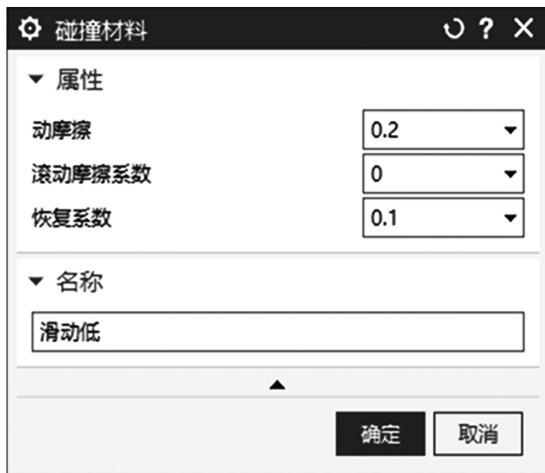 碰撞材料
属性
动摩擦 0.2
滚动摩擦系数 0
恢复系数 0.1
名称
滑动低
确定 取消